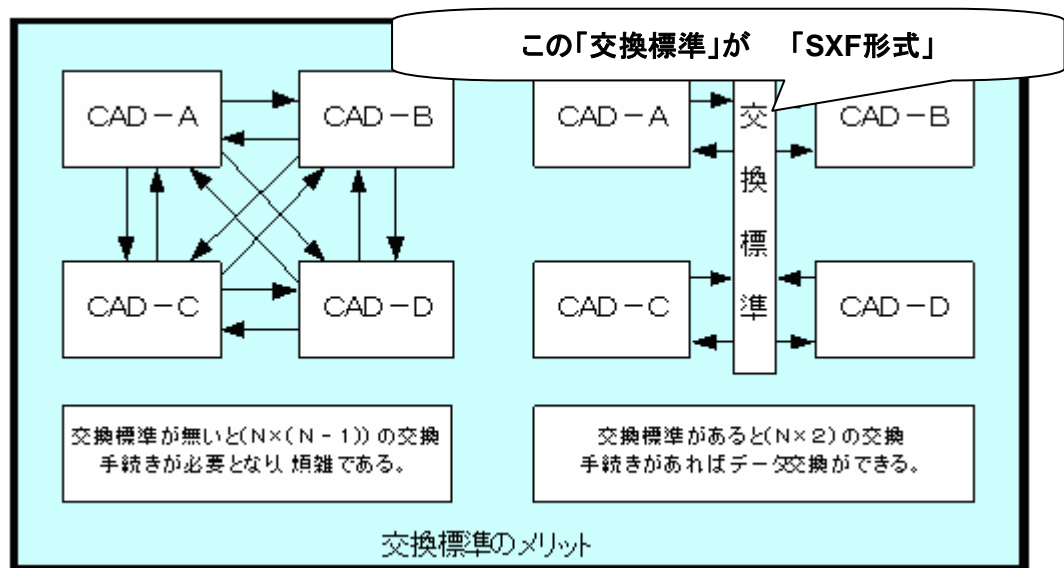 この「交換標準」が 「SXF形式」
CAD－A
CAD－B
CAD－C
CAD－D
交換標準が無いと(N×(N-1))の交換
手続きが必要となり、煩雑である。
CAD－A
交
換
標
準
CAD－B
CAD－C
CAD－D
交換標準があると(N×2)の交換
手続きがあればデータ交換ができる。
交換標準のメリット